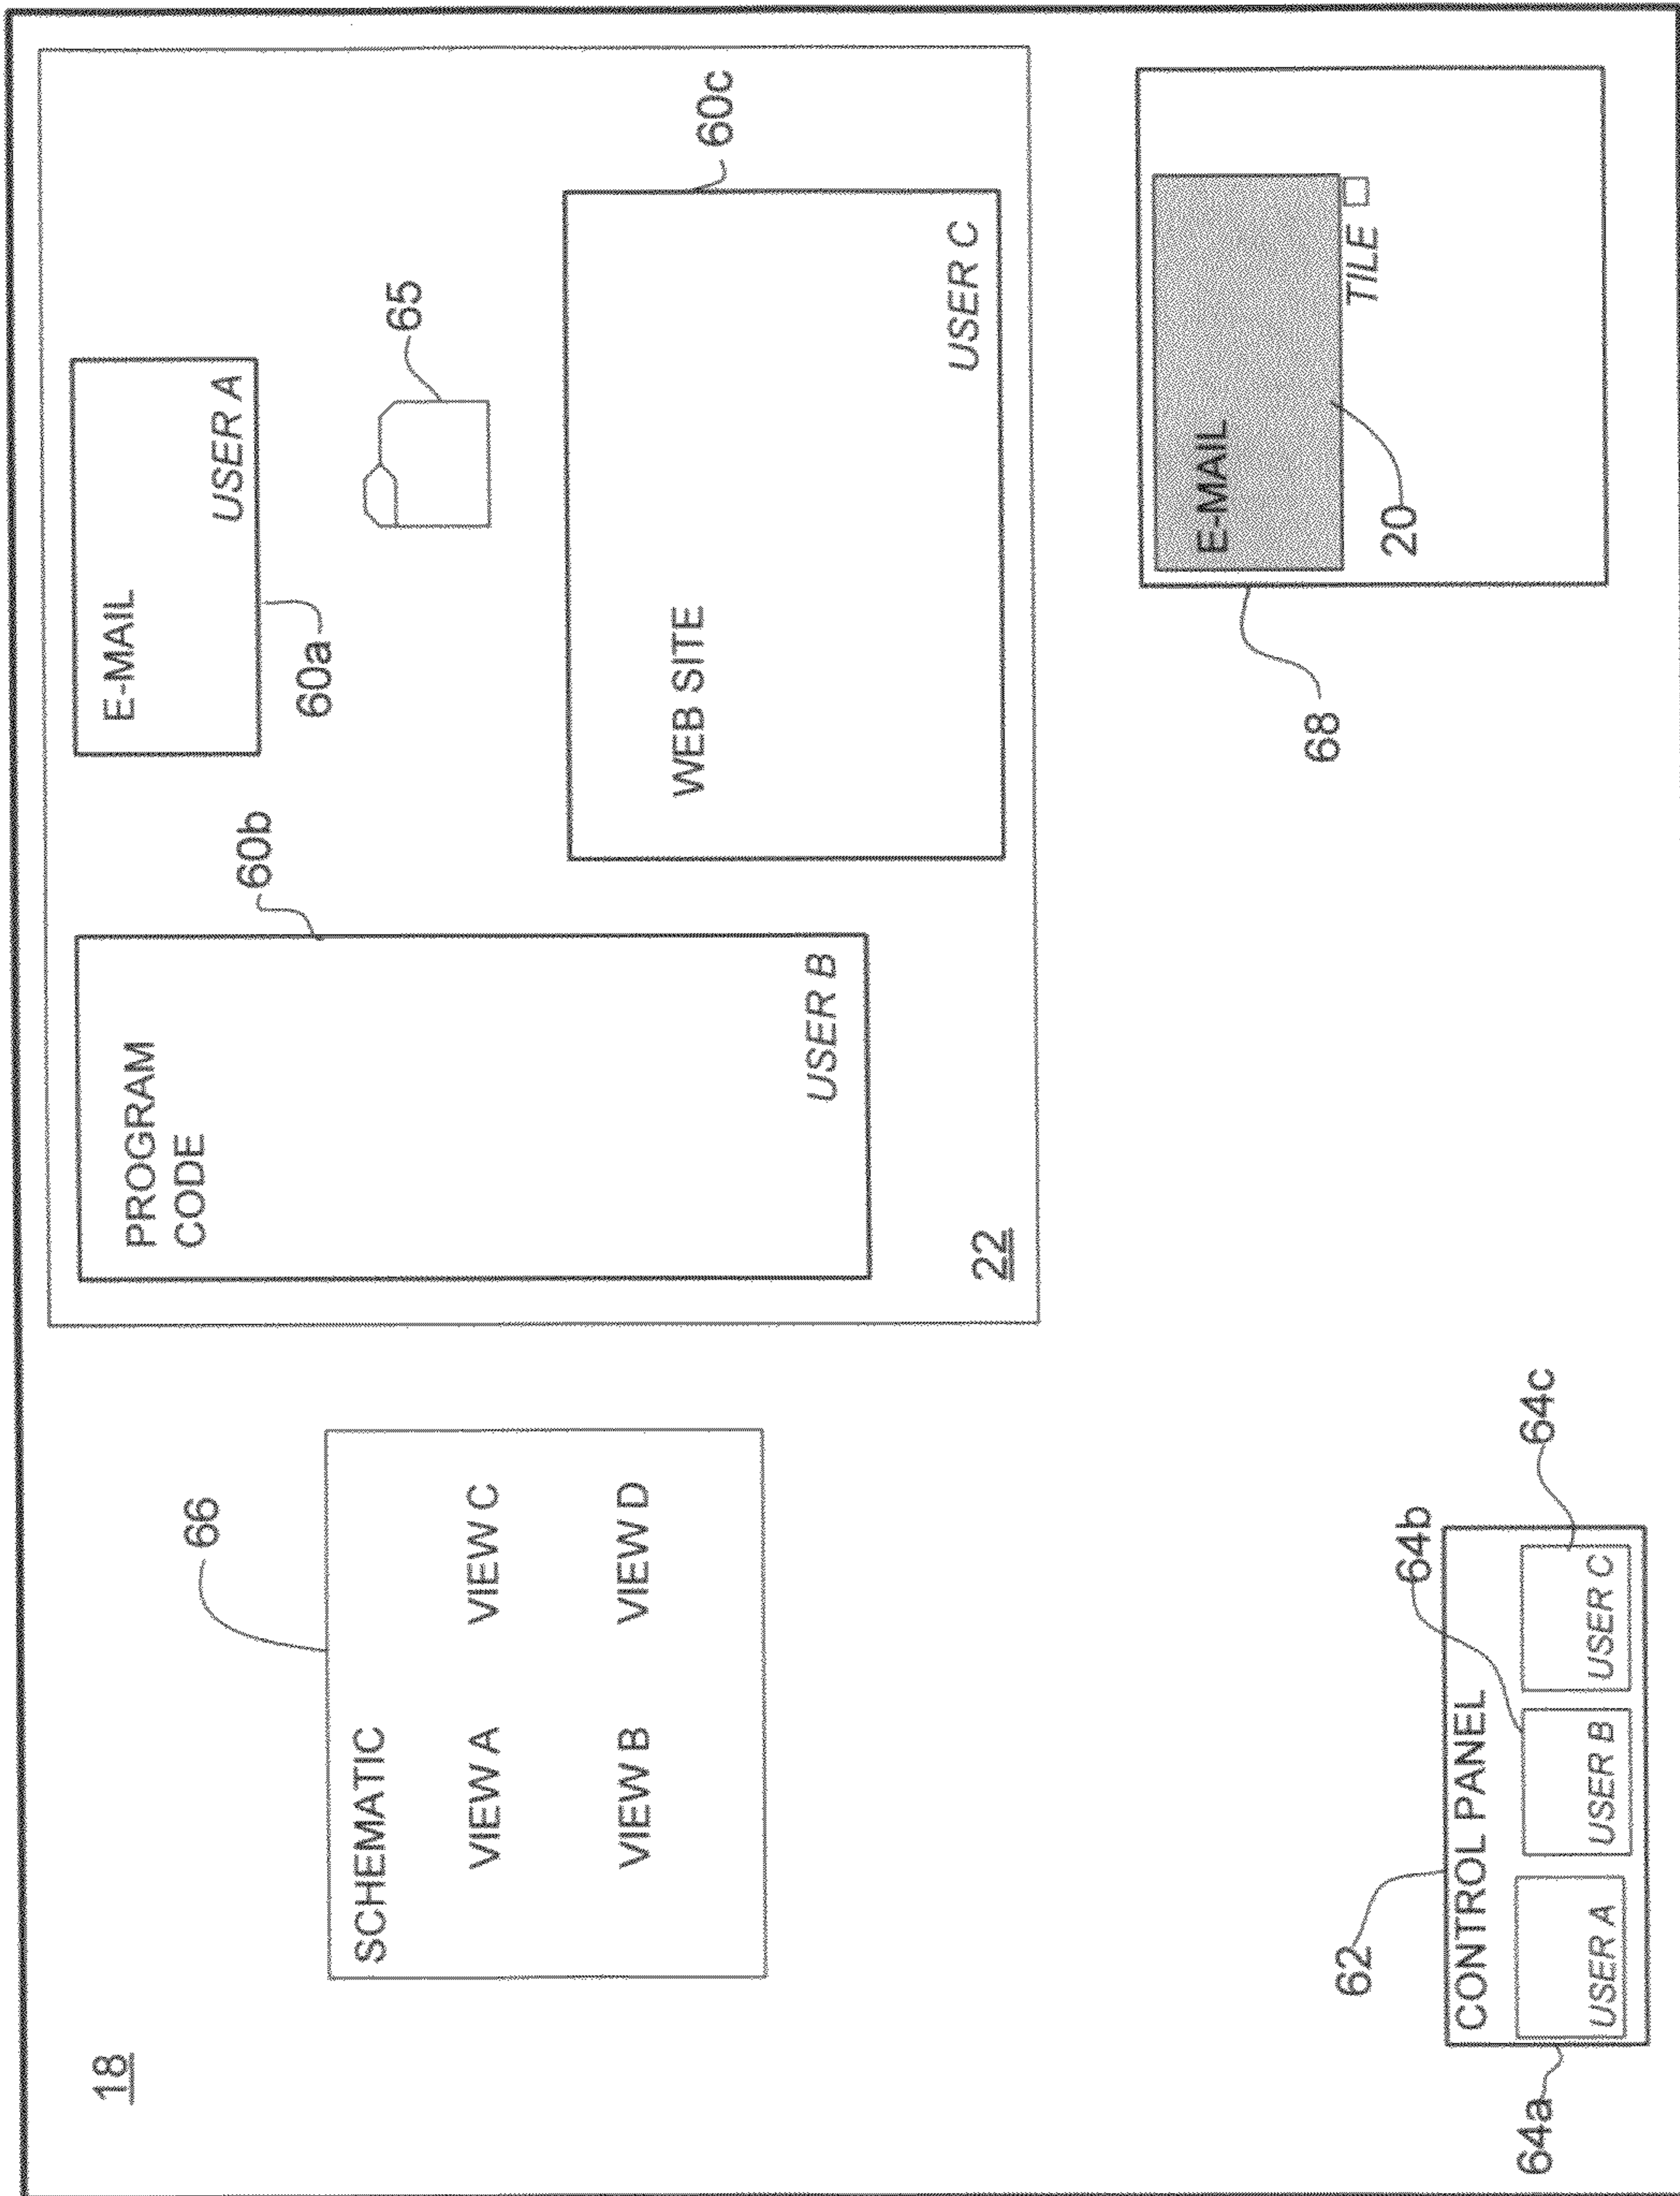 18
66
SCHEMATIC
VIEW A VIEW C
VIEW B VIEW D
PROGRAM
CODE
USER B
60b
22
E-MAIL
USER A
60a
65
WEB SITE
USER C
60c
CONTROL PANEL
62
USER A
USER B
USER C
64a
64b
64c
68
E-MAIL
TILE
20